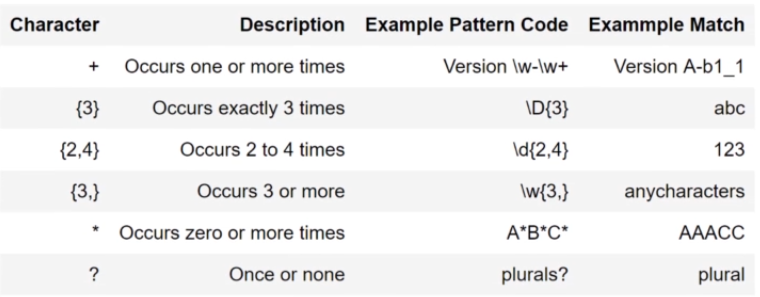 Character Description Example Pattern Code Exammple Match
+ Occurs one or more times Version \w-\w+ Version A-b1_1
{3} Occurs exactly 3 times \D{3} abc
{2,4} Occurs 2 to 4 times \d{2,4} 123
{3,} Occurs 3 or more \w{3,} anycharacters
* Occurs zero or more times A*B*C* AAACC
? Once or none plurals? plural